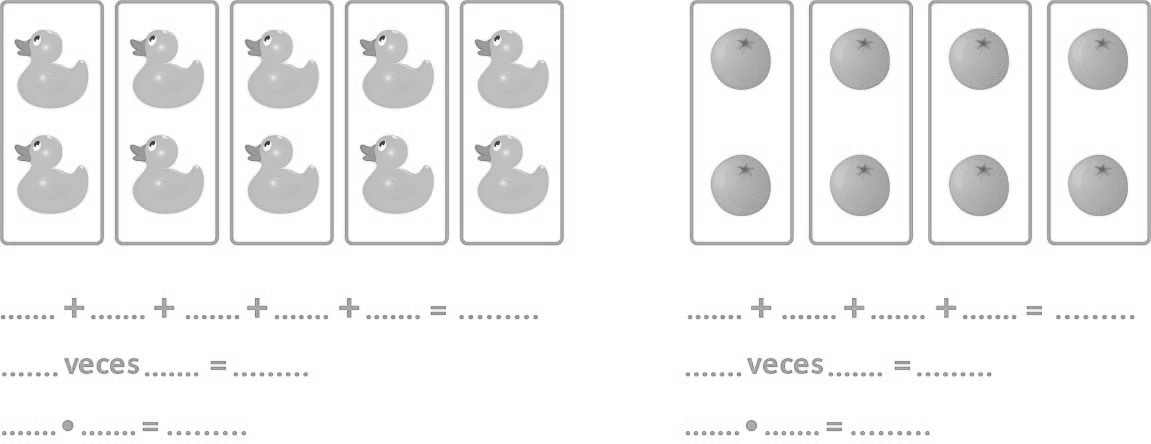 ....... + ....... + ....... + ....... + ....... = .........
....... veces ....... = .........
....... • ....... = .........
....... + ....... + ....... + ....... = .........
....... veces ....... = .........
....... • ....... = .........